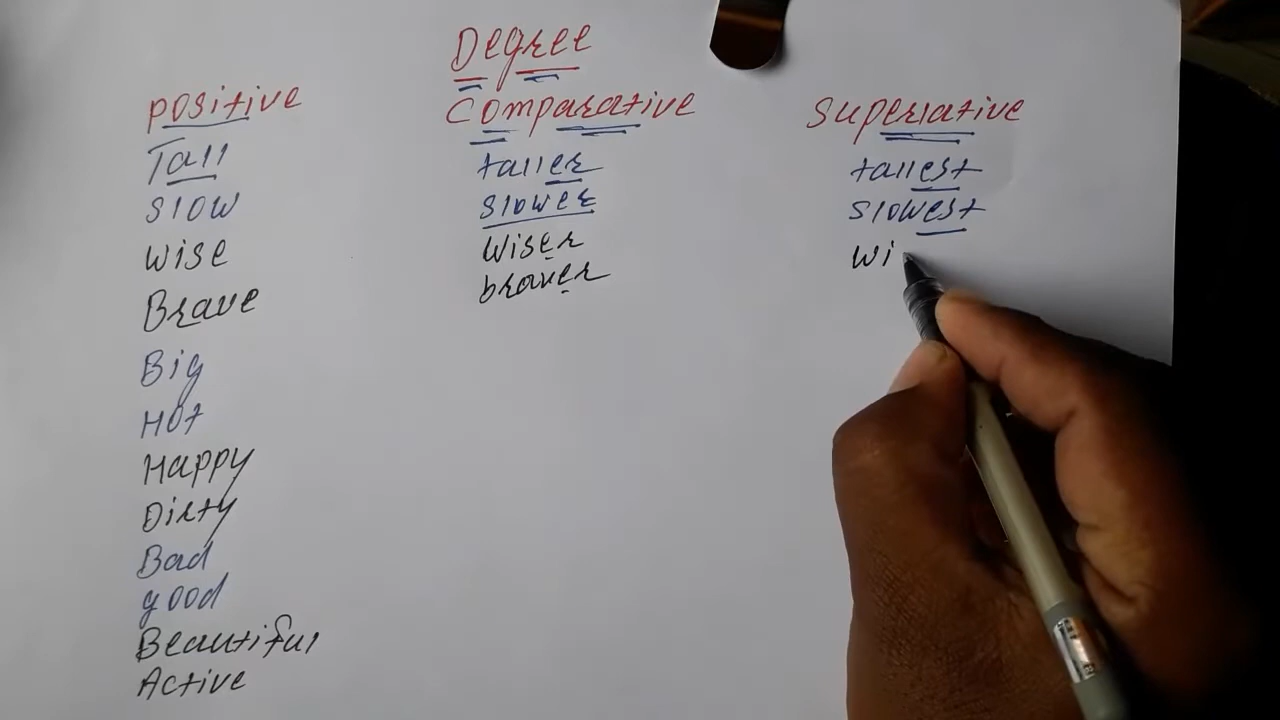 Degree
Positive Comparative Superlative
Tall taller tallest
Slow slower slowest
Wise Wiser Wi
Brave braver
Big
Hot
Happy
Dirty
Bad
good
Beautiful
Active